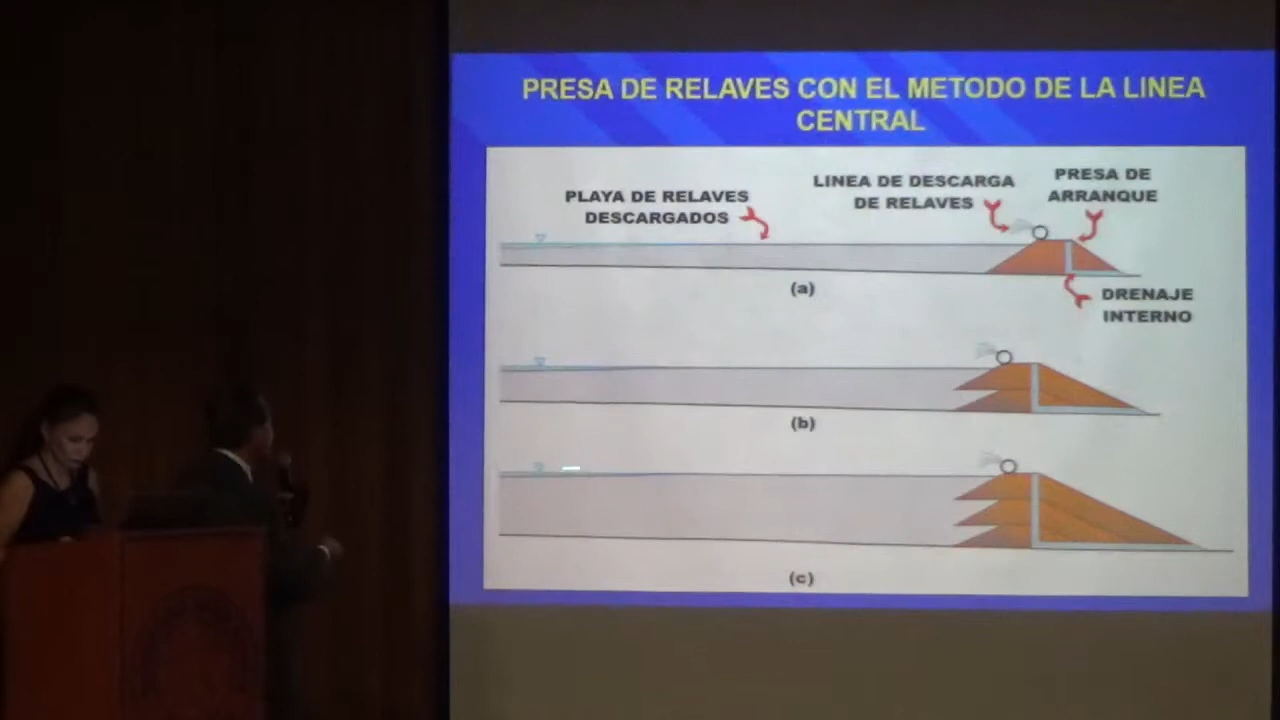 PRESA DE RELAVES CON EL METODO DE LA LINEA
CENTRAL
PLAYA DE RELAVES
DESCARGADOS
LINEA DE DESCARGA
DE RELAVES
PRESA DE
ARRANQUE
(a)
DRENAJE
INTERNO
(b)
(c)